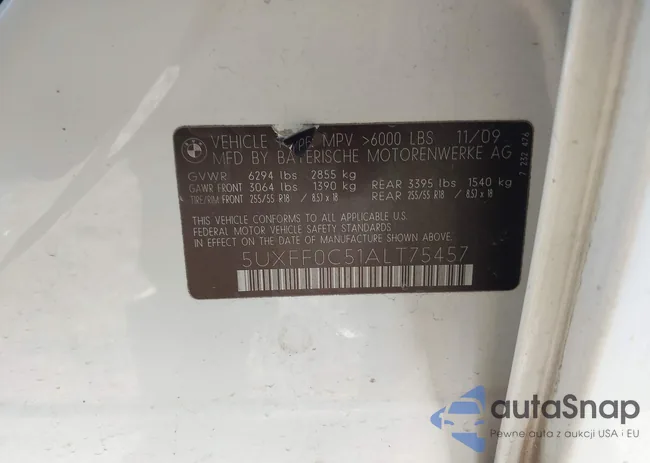 VEHICLE TYPE: MPV >6000 LBS 11/09
MFD BY BAYERISCHE MOTORENWERKE AG
GVWR 6294 lbs 2855 kg
GAWR FRONT 3064 lbs 1390 kg REAR 3395 lbs 1540 kg
TIRE/RIM FRONT 255/55 R18 / 8.5J x 18 REAR 255/55 R18 / 8.5J x 18
THIS VEHICLE CONFORMS TO ALL APPLICABLE U.S.
FEDERAL MOTOR VEHICLE SAFETY STANDARDS
IN EFFECT ON THE DATE OF MANUFACTURE SHOWN ABOVE.
5UXFF0C51ALT75457
7 232 476
autaSnap
Pewne auta z aukcji USA i EU